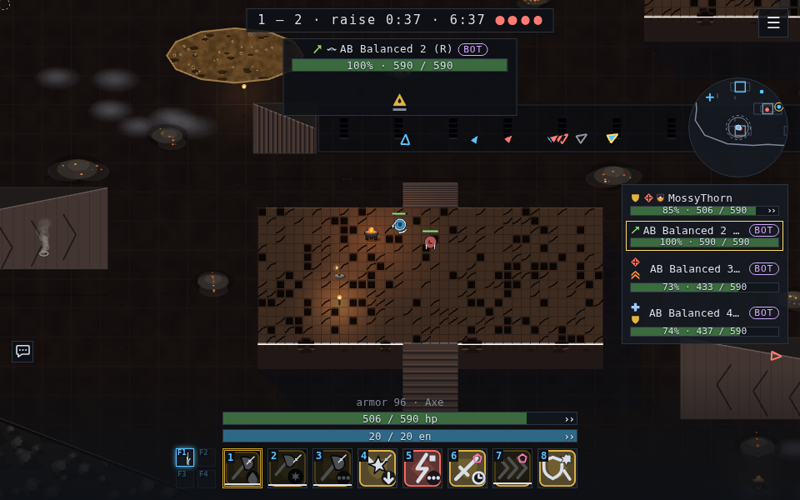 1 – 2 · raise 0:37 · 6:37
AB Balanced 2 (R) BOT
100% · 590 / 590
MossyThorn
85% · 506 / 590 ››
AB Balanced 2 … BOT
100% · 590 / 590
AB Balanced 3… BOT
73% · 433 / 590
AB Balanced 4… BOT
74% · 437 / 590
armor 96 · Axe
506 / 590 hp ››
20 / 20 en ››
F1 F2
F3 F4
1 2 3 4 5 6 7 8